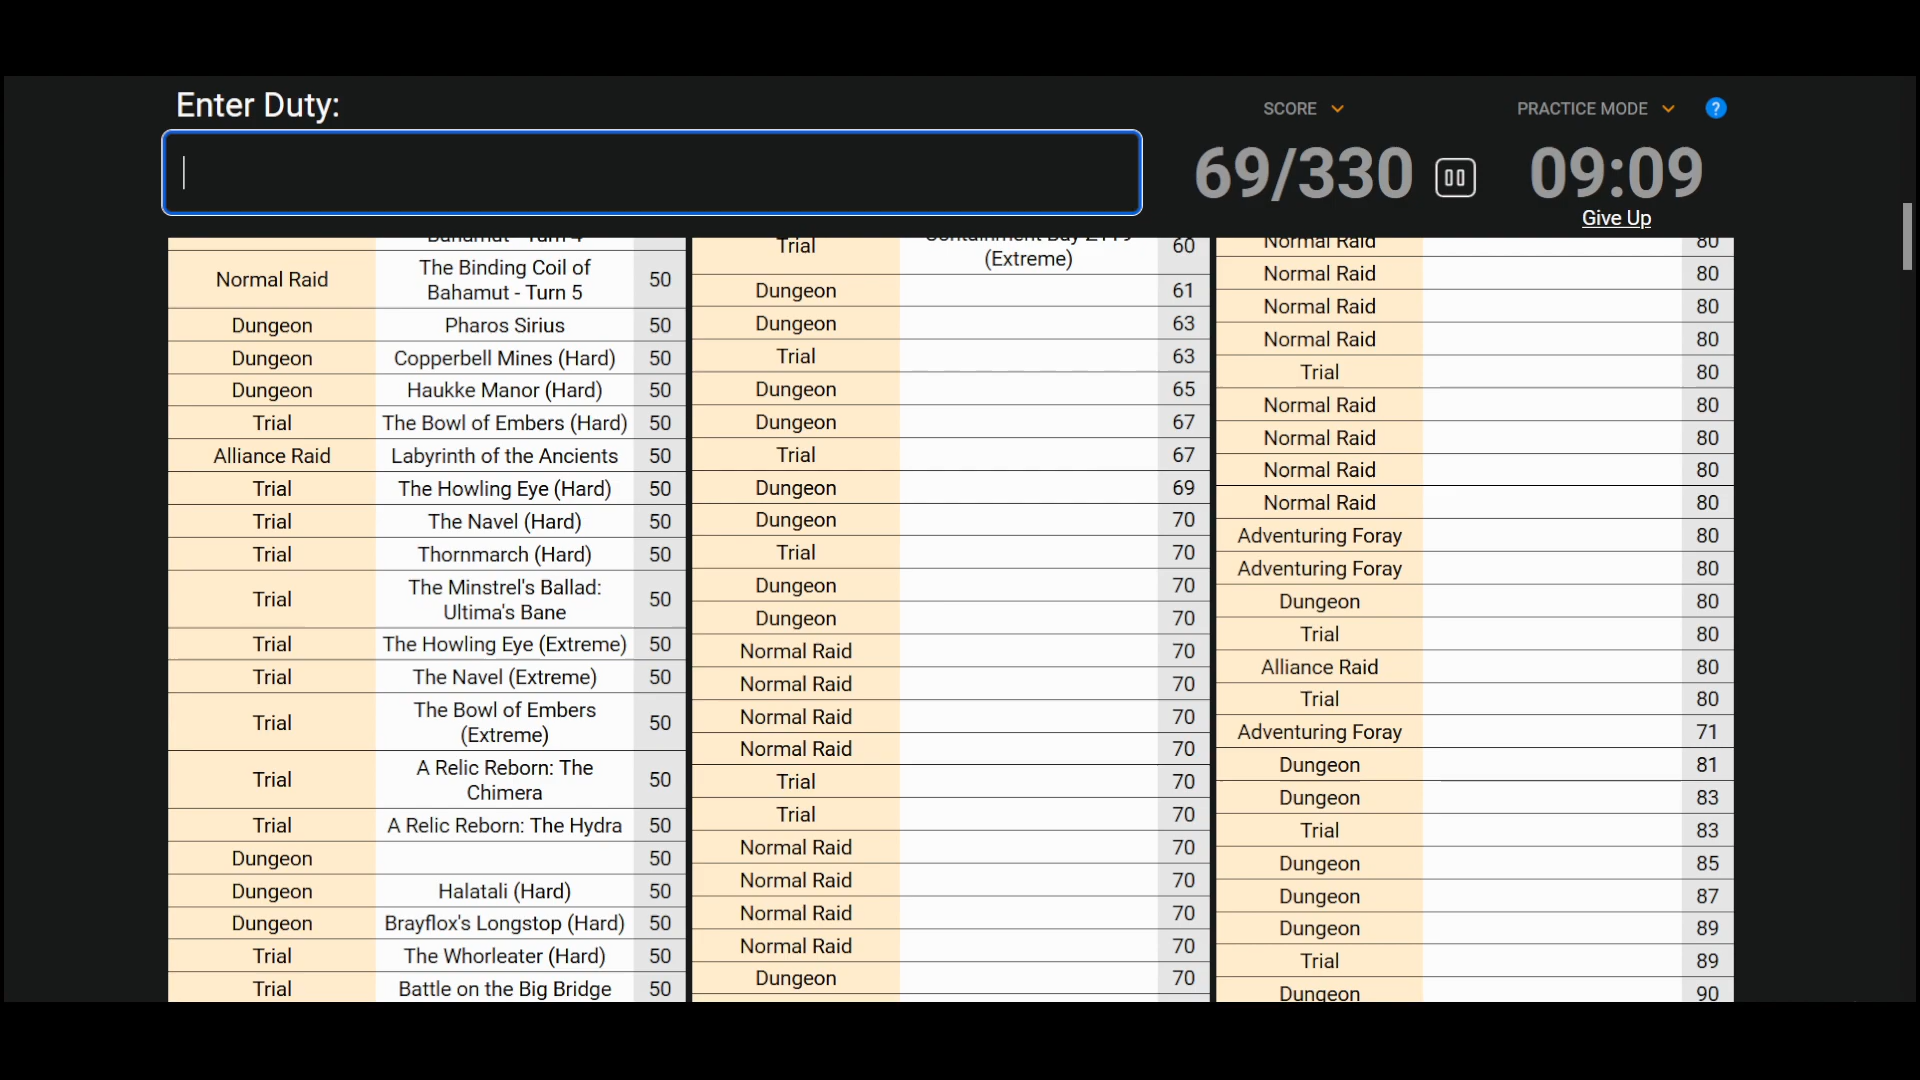 Enter Duty:
SCORE
PRACTICE MODE
?
69/330
09:09
Give Up
Bahamut - Turn 4
Normal Raid The Binding Coil of 50
Bahamut - Turn 5
Dungeon Pharos Sirius 50
Dungeon Copperbell Mines (Hard) 50
Dungeon Haukke Manor (Hard) 50
Trial The Bowl of Embers (Hard) 50
Alliance Raid Labyrinth of the Ancients 50
Trial The Howling Eye (Hard) 50
Trial The Navel (Hard) 50
Trial Thornmarch (Hard) 50
Trial The Minstrel's Ballad: 50
Ultima's Bane
Trial The Howling Eye (Extreme) 50
Trial The Navel (Extreme) 50
Trial The Bowl of Embers 50
(Extreme)
Trial A Relic Reborn: The 50
Chimera
Trial A Relic Reborn: The Hydra 50
Dungeon 50
Dungeon Halatali (Hard) 50
Dungeon Brayflox's Longstop (Hard) 50
Trial The Whorleater (Hard) 50
Trial Battle on the Big Bridge 50
Trial Containment Bay 60
(Extreme)
Dungeon 61
Dungeon 63
Trial 63
Dungeon 65
Dungeon 67
Trial 67
Dungeon 69
Dungeon 70
Trial 70
Dungeon 70
Dungeon 70
Normal Raid 70
Normal Raid 70
Normal Raid 70
Normal Raid 70
Trial 70
Trial 70
Normal Raid 70
Normal Raid 70
Normal Raid 70
Normal Raid 70
Dungeon 70
Normal Raid 80
Normal Raid 80
Normal Raid 80
Normal Raid 80
Trial 80
Normal Raid 80
Normal Raid 80
Normal Raid 80
Normal Raid 80
Adventuring Foray 80
Adventuring Foray 80
Dungeon 80
Trial 80
Alliance Raid 80
Trial 80
Adventuring Foray 71
Dungeon 81
Dungeon 83
Trial 83
Dungeon 85
Dungeon 87
Dungeon 89
Trial 89
Dungeon 90